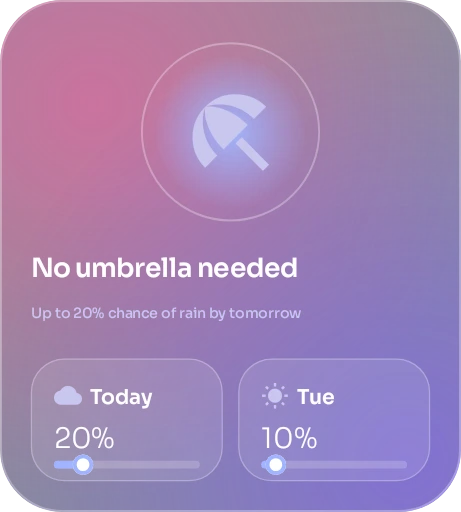 No umbrella needed
Up to 20% chance of rain by tomorrow
Today
20%
Tue
10%